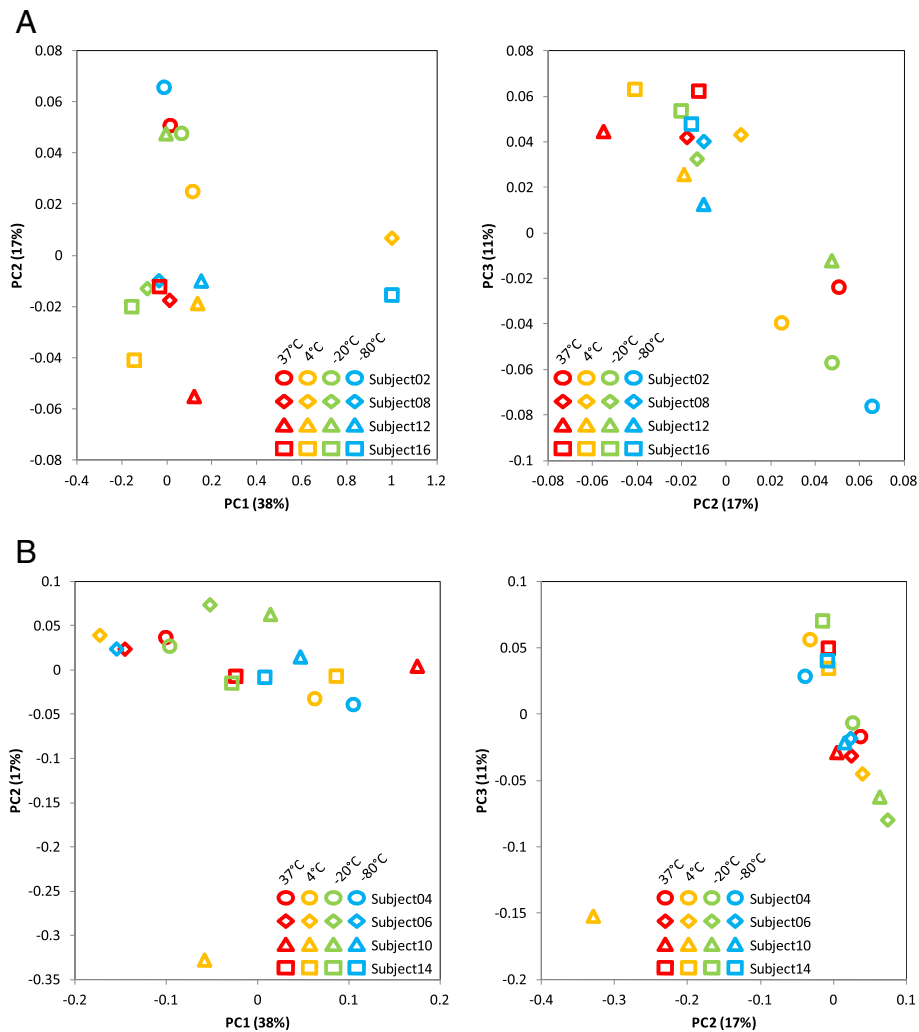 A
0.08
0.06
0.04
0.02
0
-0.02
-0.04
-0.06
-0.08
PC2 (17%)
-0.4 -0.2 0 0.2 0.4 0.6 0.8 1 1.2
PC1 (38%)
37°C 4°C -20°C -80°C
Subject02
Subject08
Subject12
Subject16
0.08
0.06
0.04
0.02
0
-0.02
-0.04
-0.06
-0.08
-0.1
PC3 (11%)
-0.08 -0.06 -0.04 -0.02 0 0.02 0.04 0.06 0.08
PC2 (17%)
37°C 4°C -20°C -80°C
Subject02
Subject08
Subject12
Subject16
B
0.1
0.05
0
-0.05
-0.1
-0.15
-0.2
-0.25
-0.3
-0.35
PC2 (17%)
-0.2 -0.1 0 0.1 0.2
PC1 (38%)
37°C 4°C -20°C -80°C
Subject04
Subject06
Subject10
Subject14
0.1
0.05
0
-0.05
-0.1
-0.15
-0.2
PC3 (11%)
-0.4 -0.3 -0.2 -0.1 0 0.1
PC2 (17%)
37°C 4°C -20°C -80°C
Subject04
Subject06
Subject10
Subject14